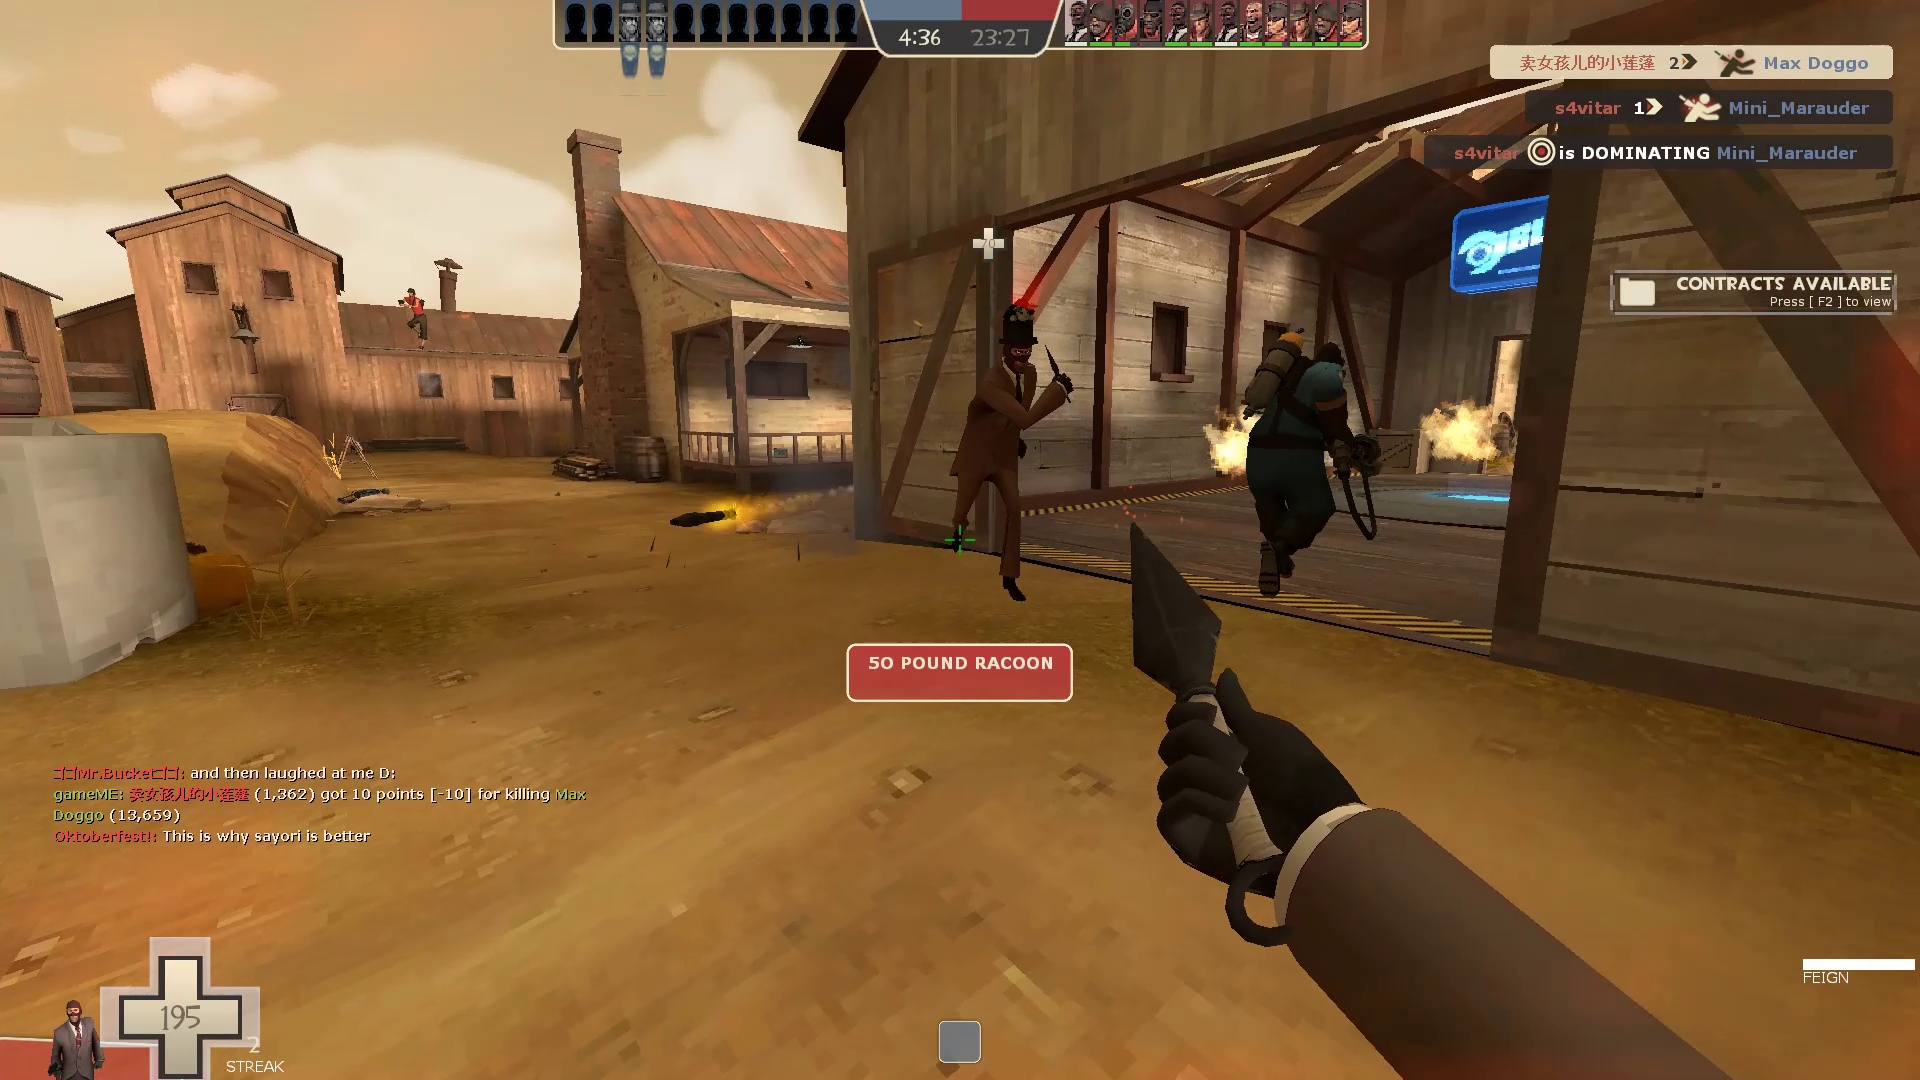 4:36 23:27
卖女孩儿的小莲蓬 2 Max Doggo
s4vitar 1 Mini_Marauder
s4vitar is DOMINATING Mini_Marauder
CONTRACTS AVAILABLE
Press [ F2 ] to view
5O POUND RACOON
Mr.Bucket: and then laughed at me D:
gameME: 卖女孩儿的小莲蓬 (1,362) got 10 points [-10] for killing Max
Doggo (13,659)
Oktoberfest!: This is why sayori is better
FEIGN
195
2
STREAK